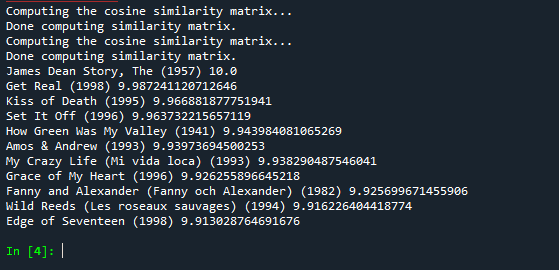 Computing the cosine similarity matrix...
Done computing similarity matrix.
Computing the cosine similarity matrix...
Done computing similarity matrix.
James Dean Story, The (1957) 10.0
Get Real (1998) 9.987241120712646
Kiss of Death (1995) 9.966881877751941
Set It Off (1996) 9.963732215657119
How Green Was My Valley (1941) 9.943984081065269
Amos & Andrew (1993) 9.93973694500253
My Crazy Life (Mi vida loca) (1993) 9.938290487546041
Grace of My Heart (1996) 9.926255896645218
Fanny and Alexander (Fanny och Alexander) (1982) 9.925699671455906
Wild Reeds (Les roseaux sauvages) (1994) 9.916226404418774
Edge of Seventeen (1998) 9.913028764691676
In [4]: